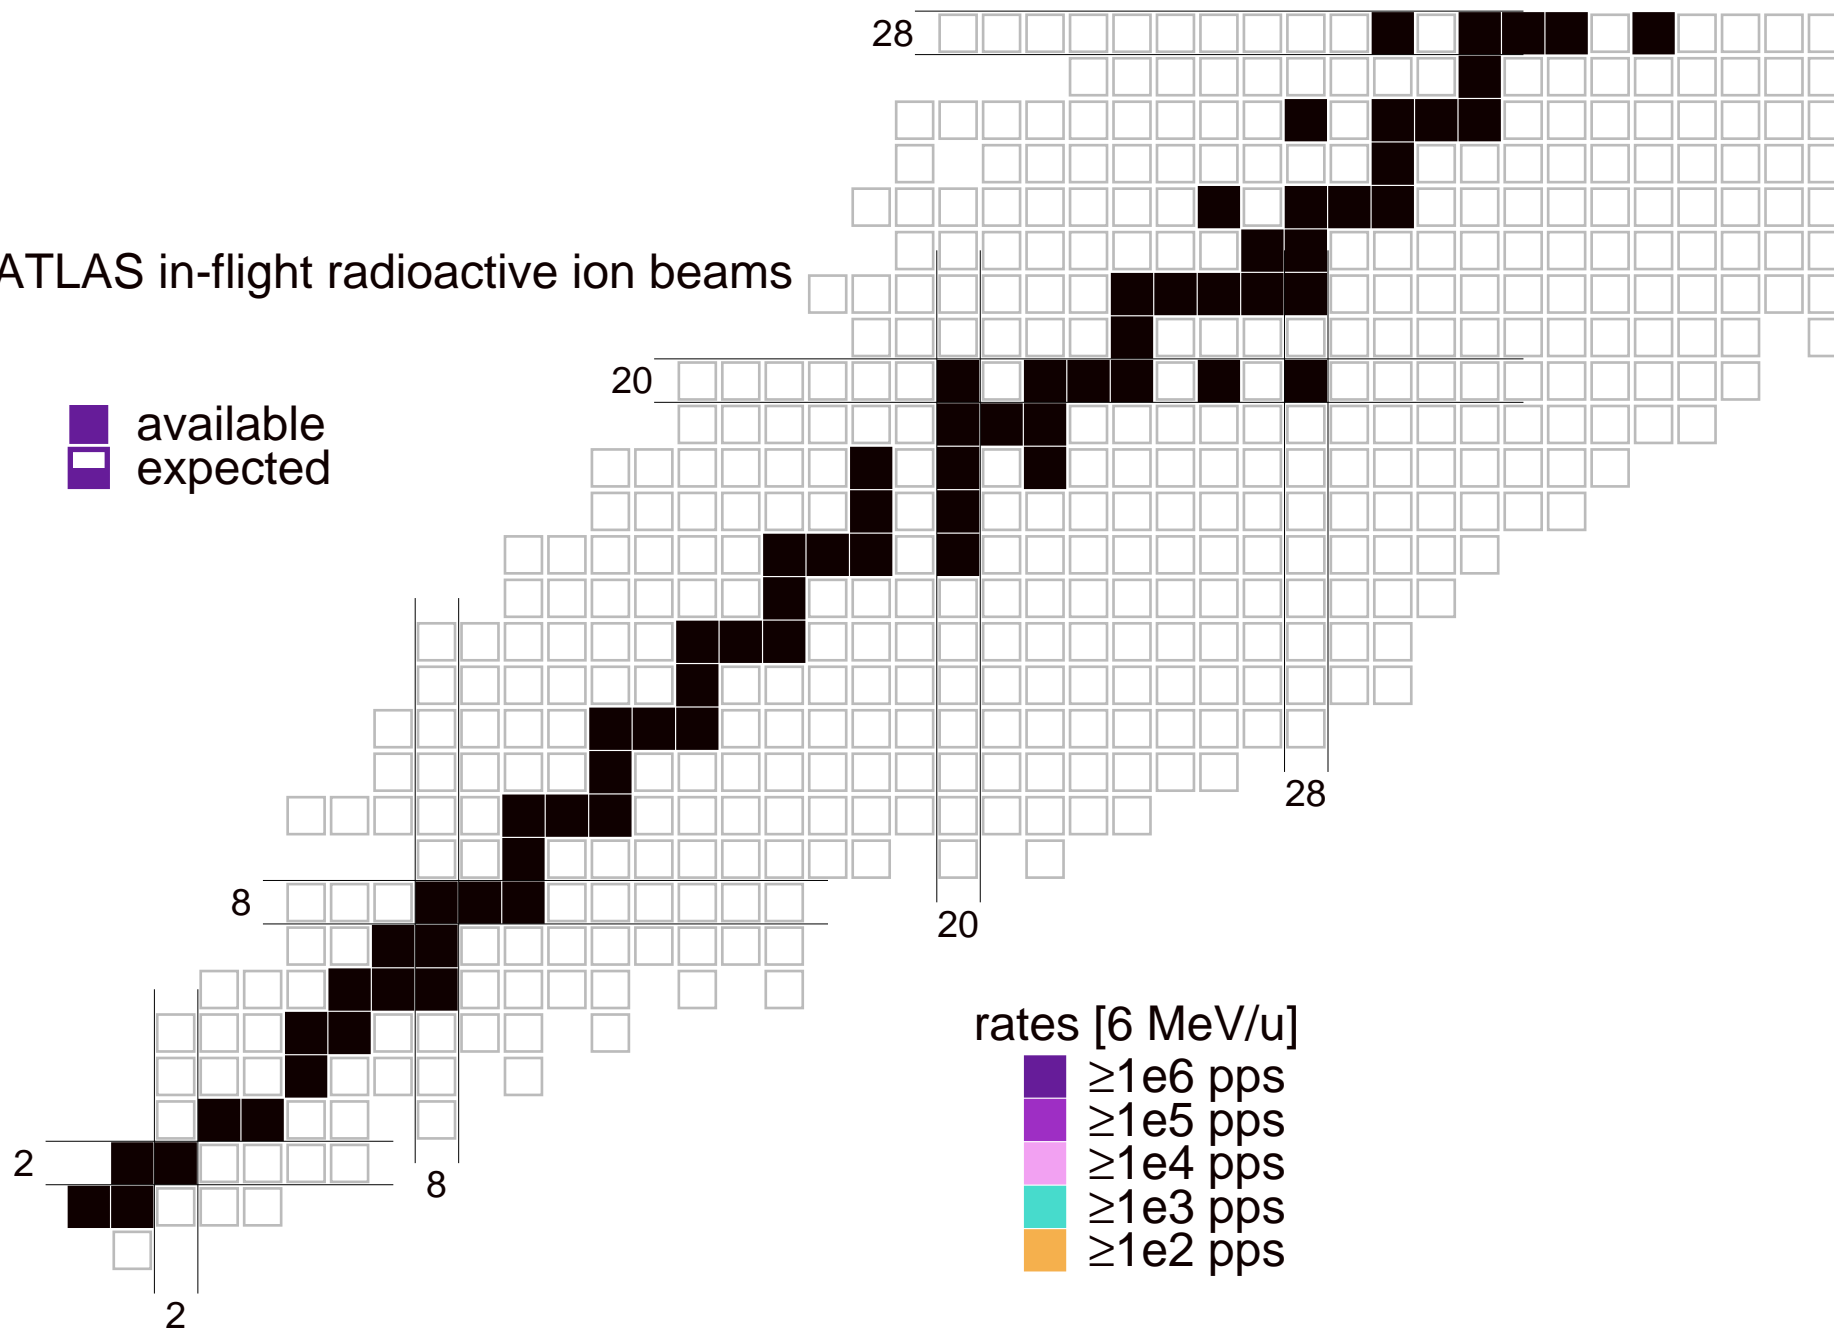 28
ATLAS in-flight radioactive ion beams
20
available
expected
28
8
20
rates [6 MeV/u]
≥1e6 pps
≥1e5 pps
2
≥1e4 pps
8
≥1e3 pps
≥1e2 pps
2